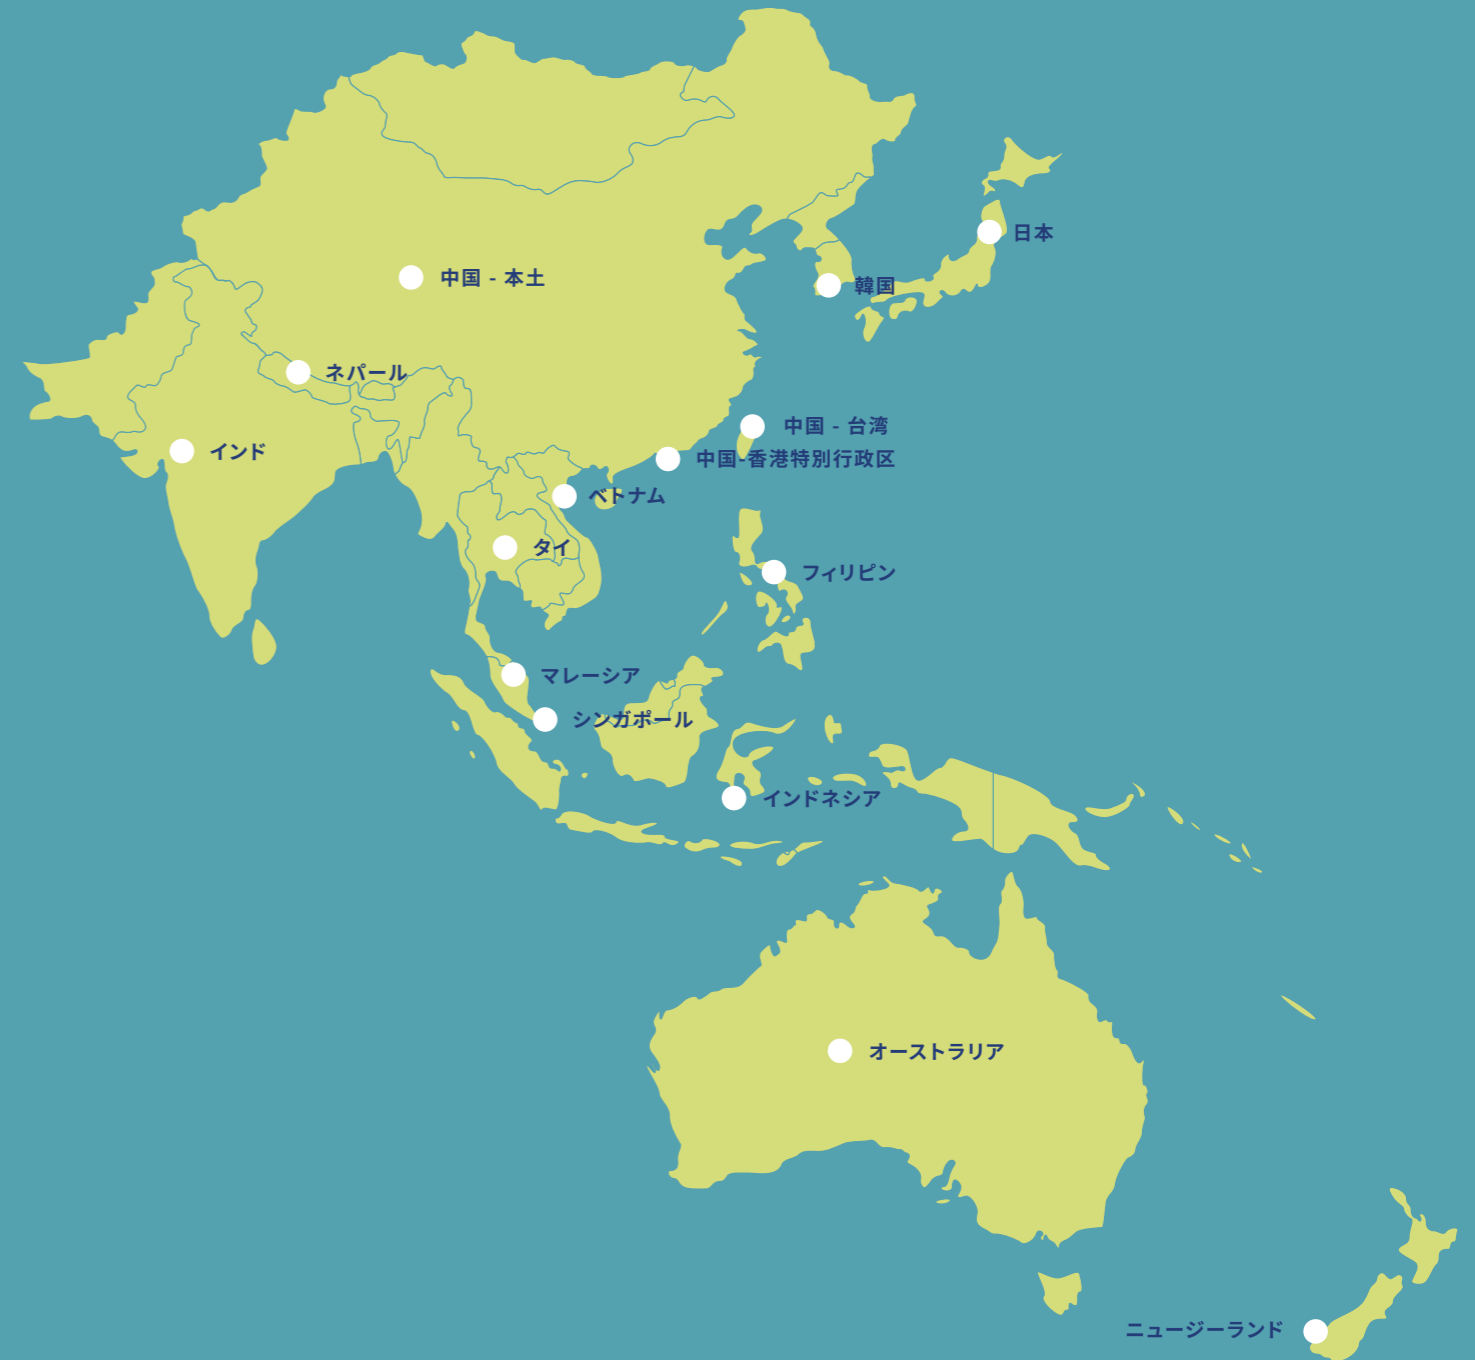 日本
中国 - 本土
韓国
ネパール
中国 - 台湾
インド
中国-香港特別行政区
ベトナム
タイ
フィリピン
マレーシア
シンガポール
インドネシア
オーストラリア
ニュージーランド